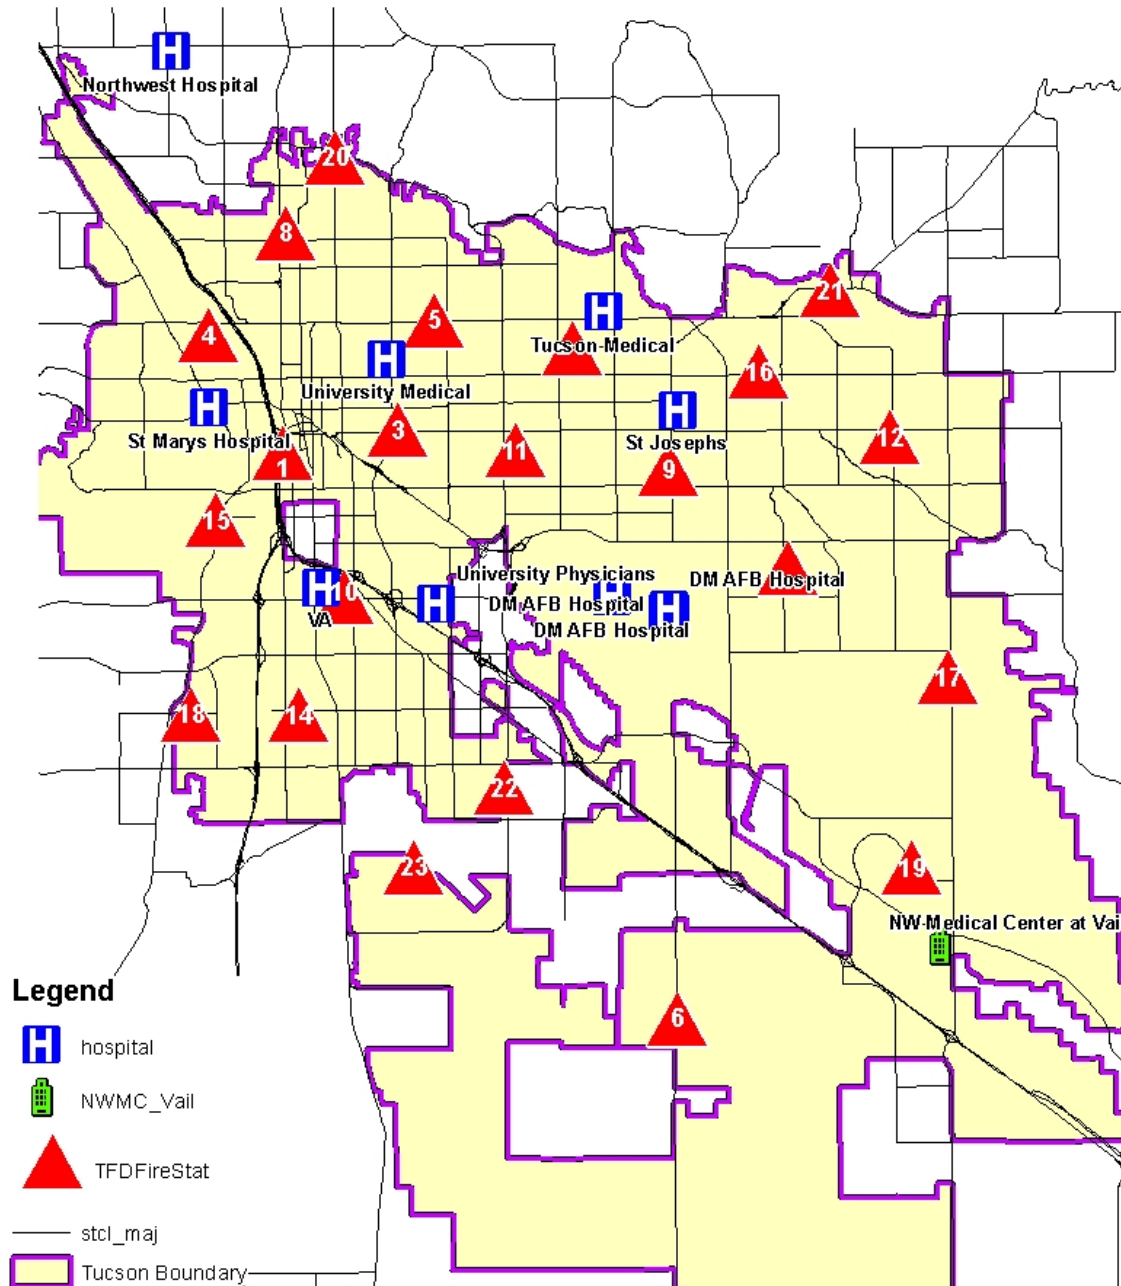 Northwest Hospital
20
8
21
5
4
Tucson-Medical
16
University Medical
3
12
St Marys Hospital
St Josephs
11
1
9
15
University Physicians
DM AFB Hospital
10
DM AFB Hospital
VA
DM AFB Hospital
17
18
14
22
23
19
NW-Medical Center at Vai
6
Legend
hospital
NWMC_Vail
TFDFireStat
stcl_maj
Tucson Boundary